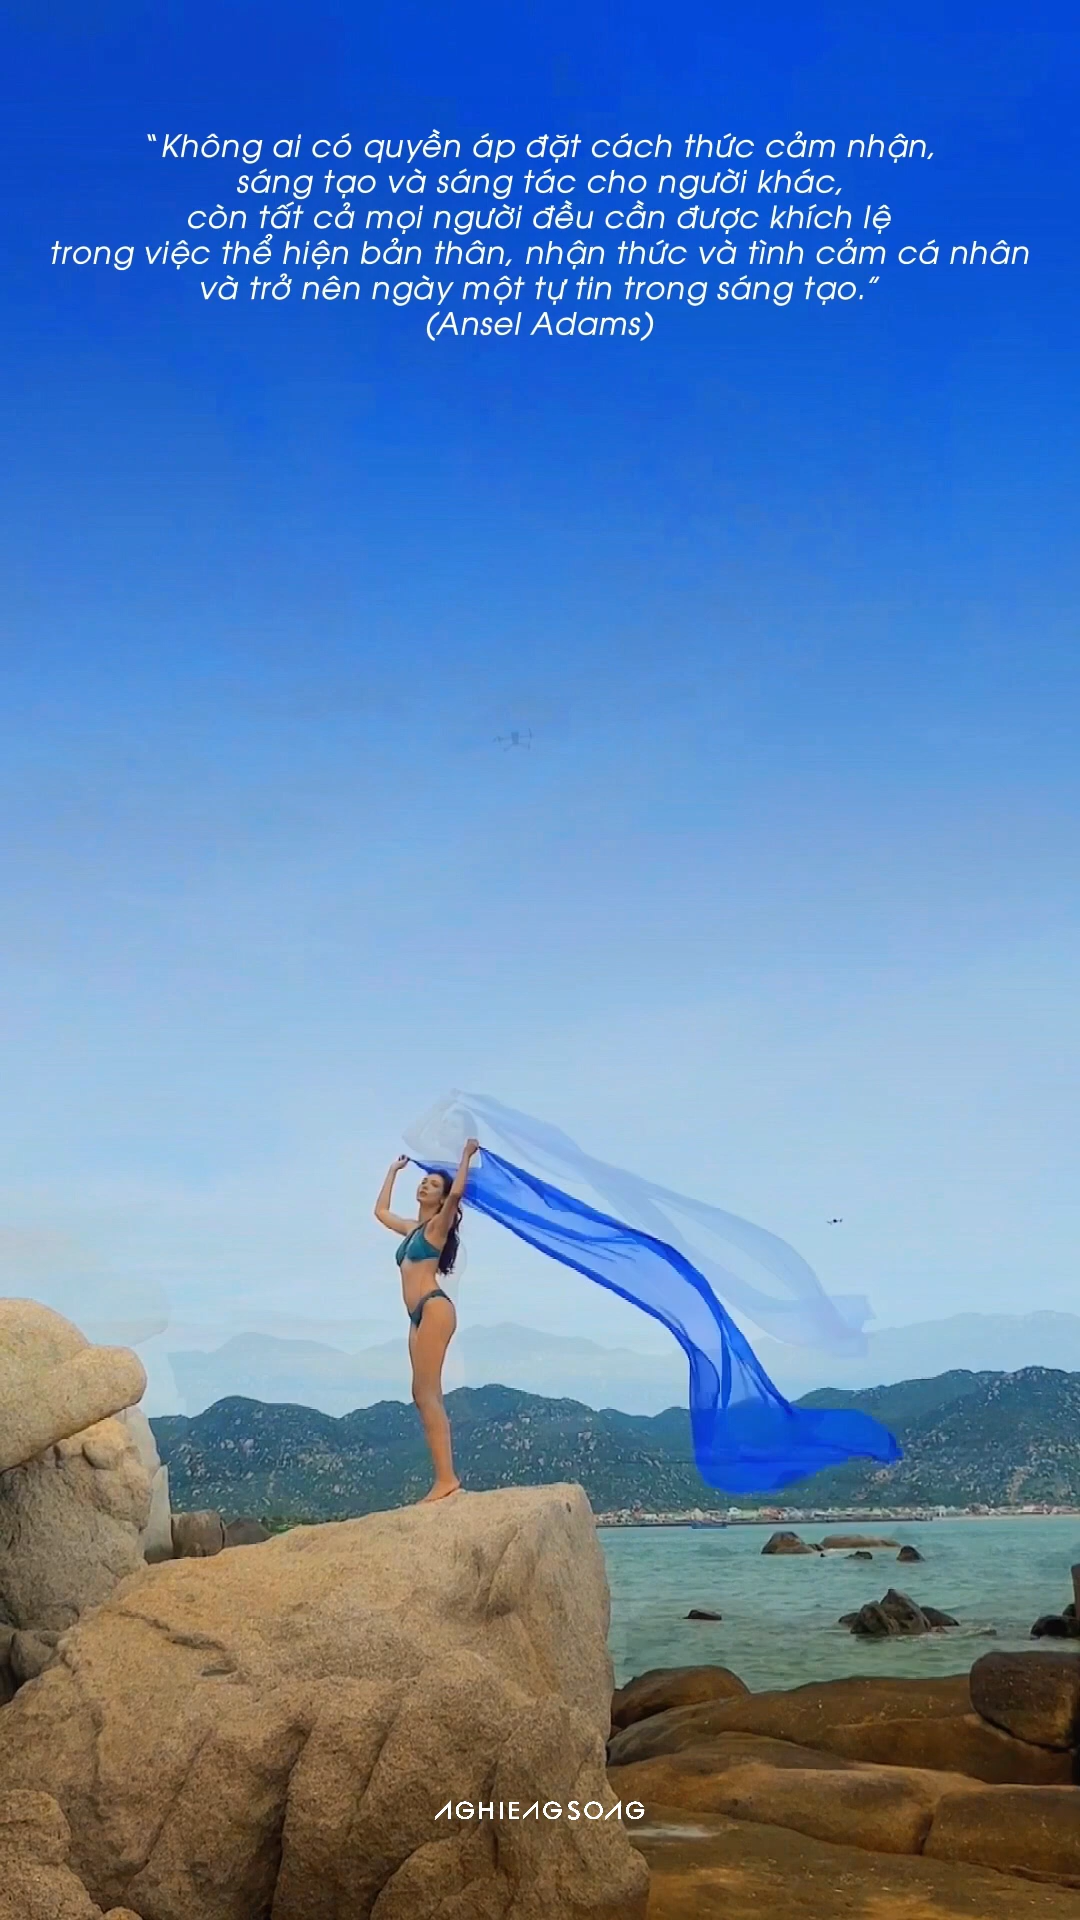 “Không ai có quyền áp đặt cách thức cảm nhận,
sáng tạo và sáng tác cho người khác,
còn tất cả mọi người đều cần được khích lệ
trong việc thể hiện bản thân, nhận thức và tình cảm cá nhân
và trở nên ngày một tự tin trong sáng tạo.”
(Ansel Adams)
NGHIENGSONG